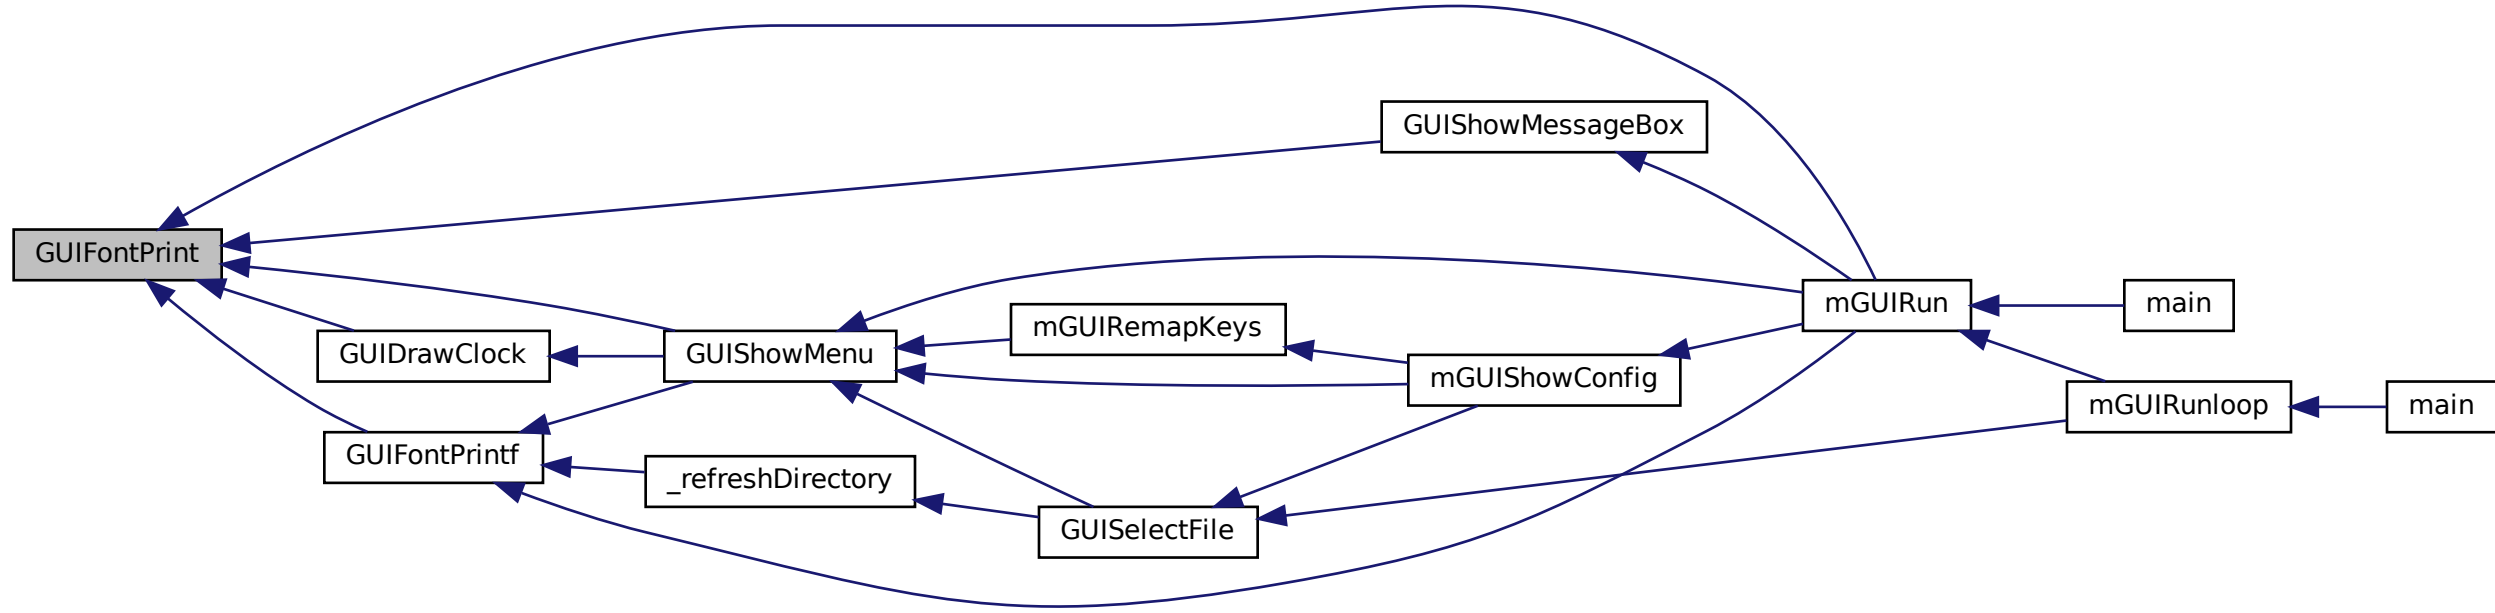 GUIFontPrint
GUIShowMessageBox
mGUIRun
main
GUIDrawClock
GUIShowMenu
mGUIRemapKeys
mGUIShowConfig
mGUIRunloop
main
GUIFontPrintf
_refreshDirectory
GUISelectFile